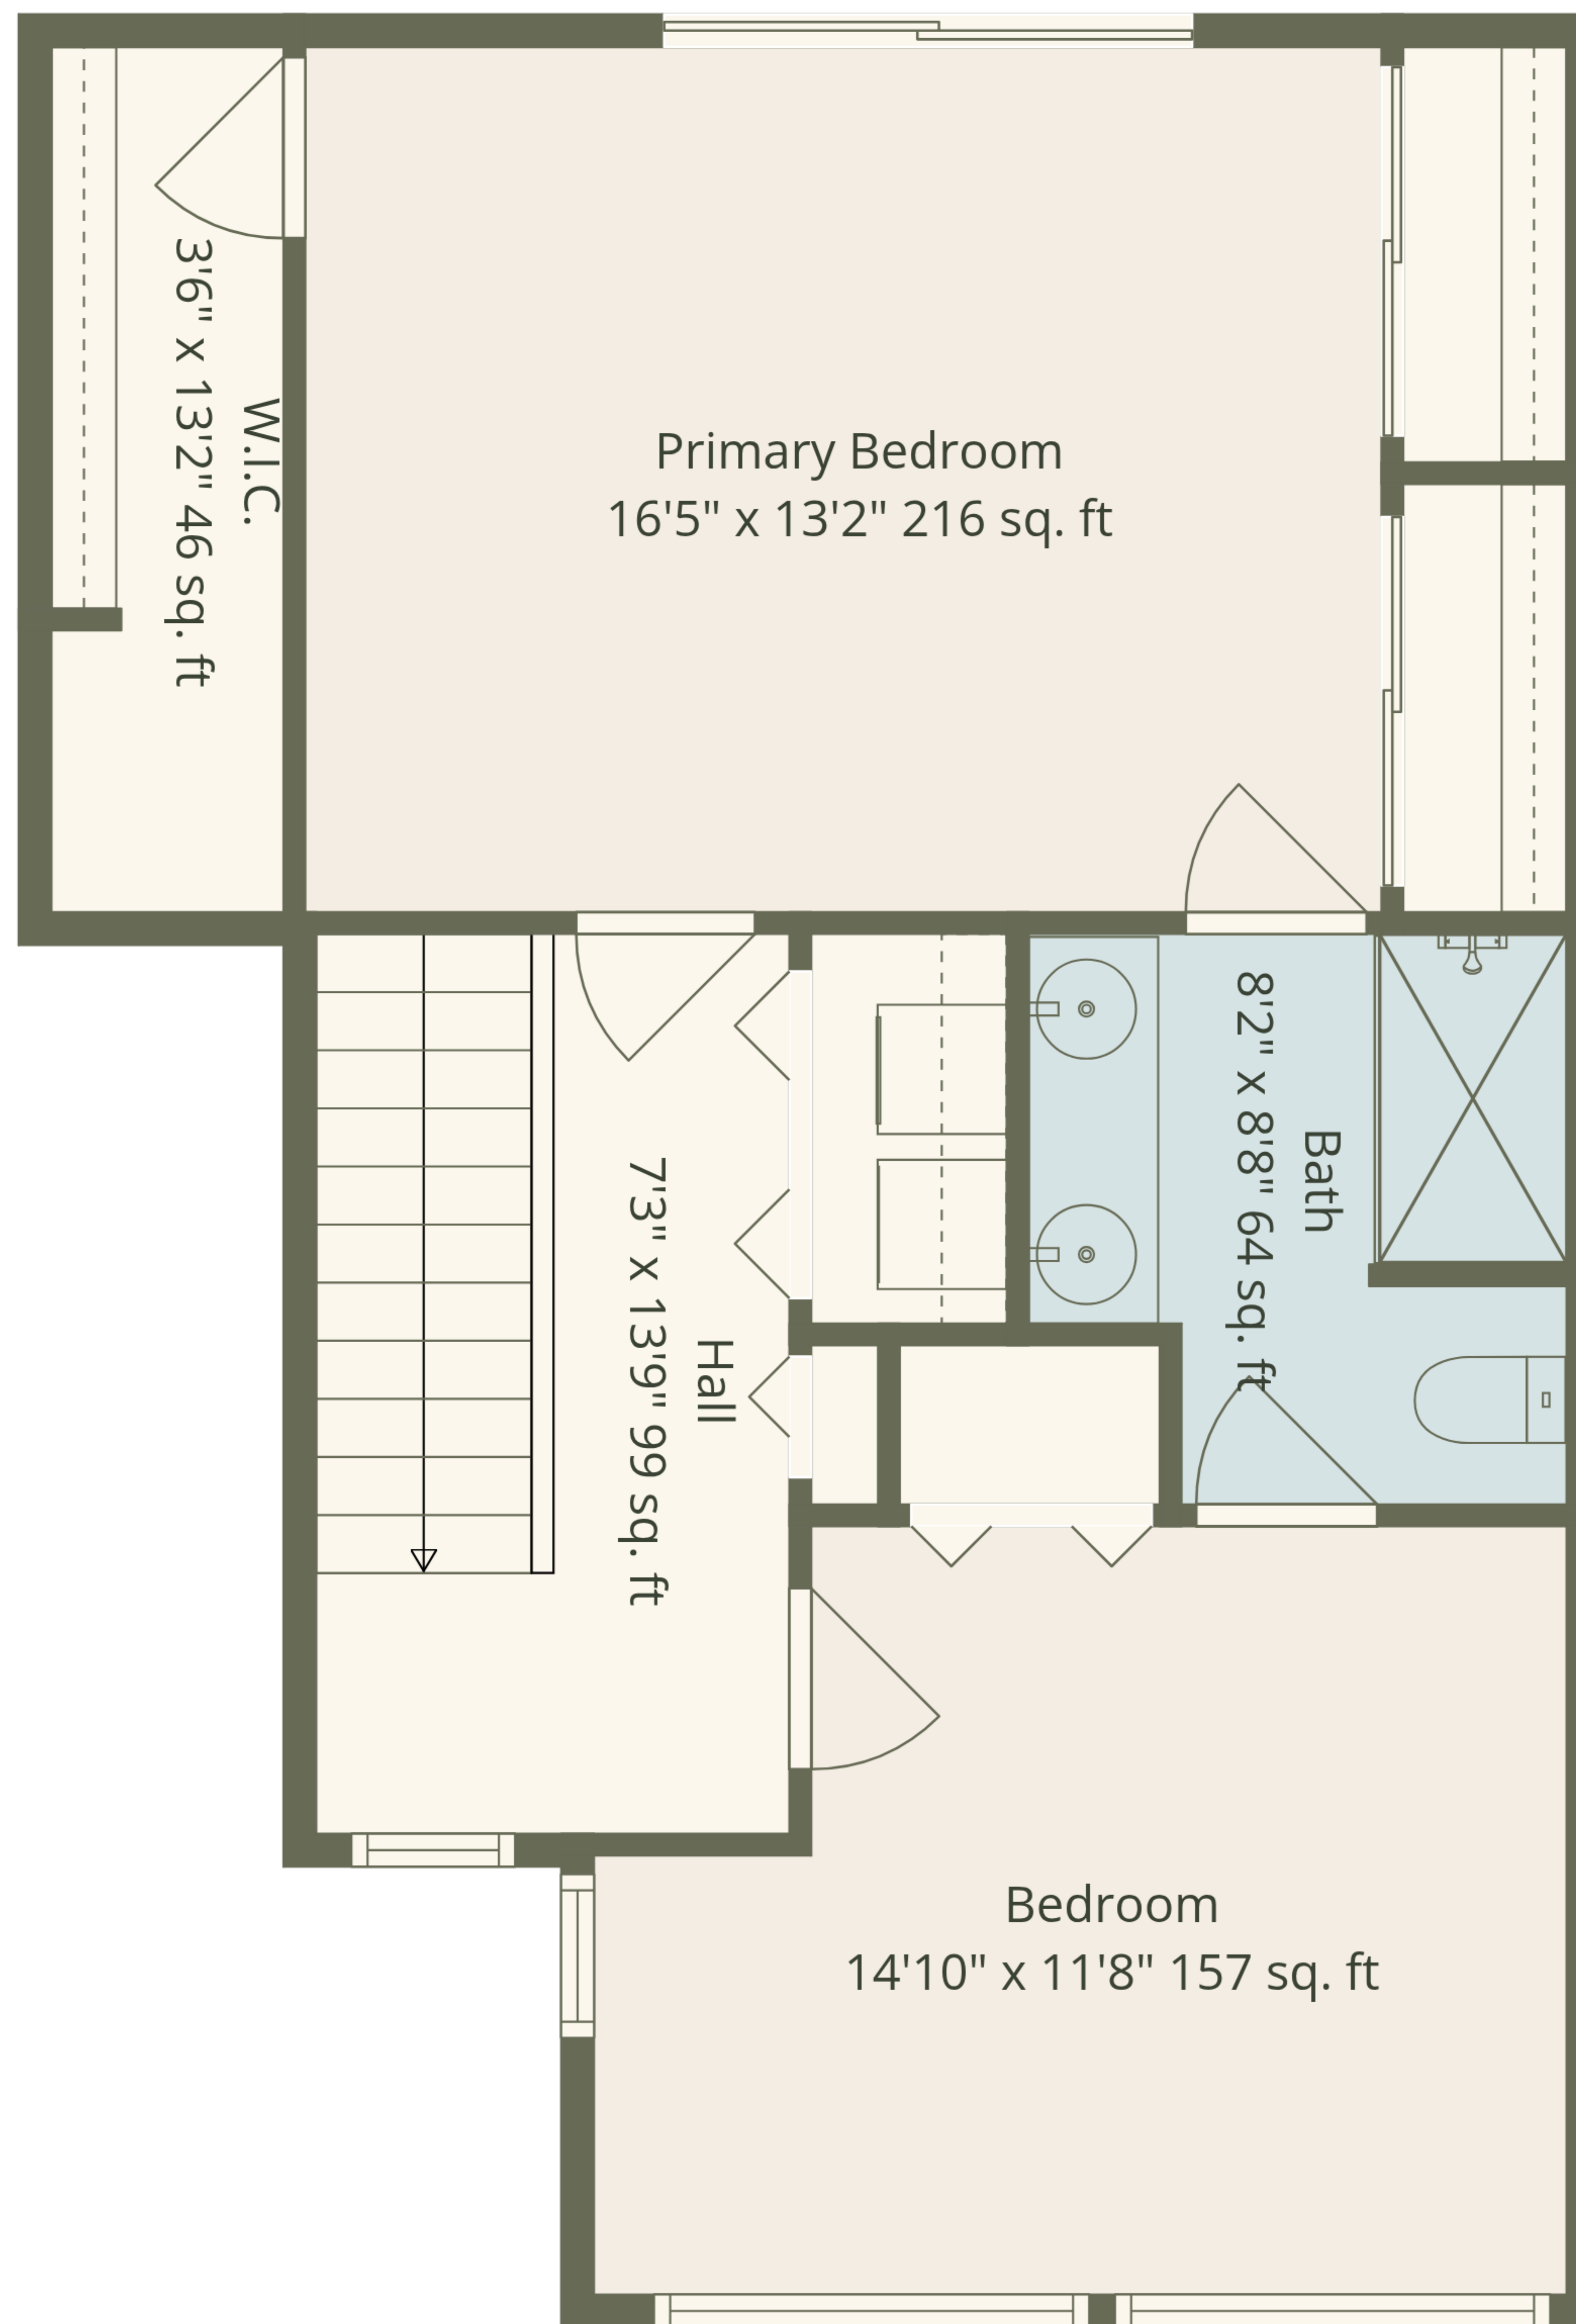 W.I.C.
3'6" x 13'2" 46 sq. ft
Primary Bedroom
16'5" x 13'2" 216 sq. ft
Bath
8'2" x 8'8" 64 sq. ft
Hall
7'3" x 13'9" 99 sq. ft
Bedroom
14'10" x 11'8" 157 sq. ft